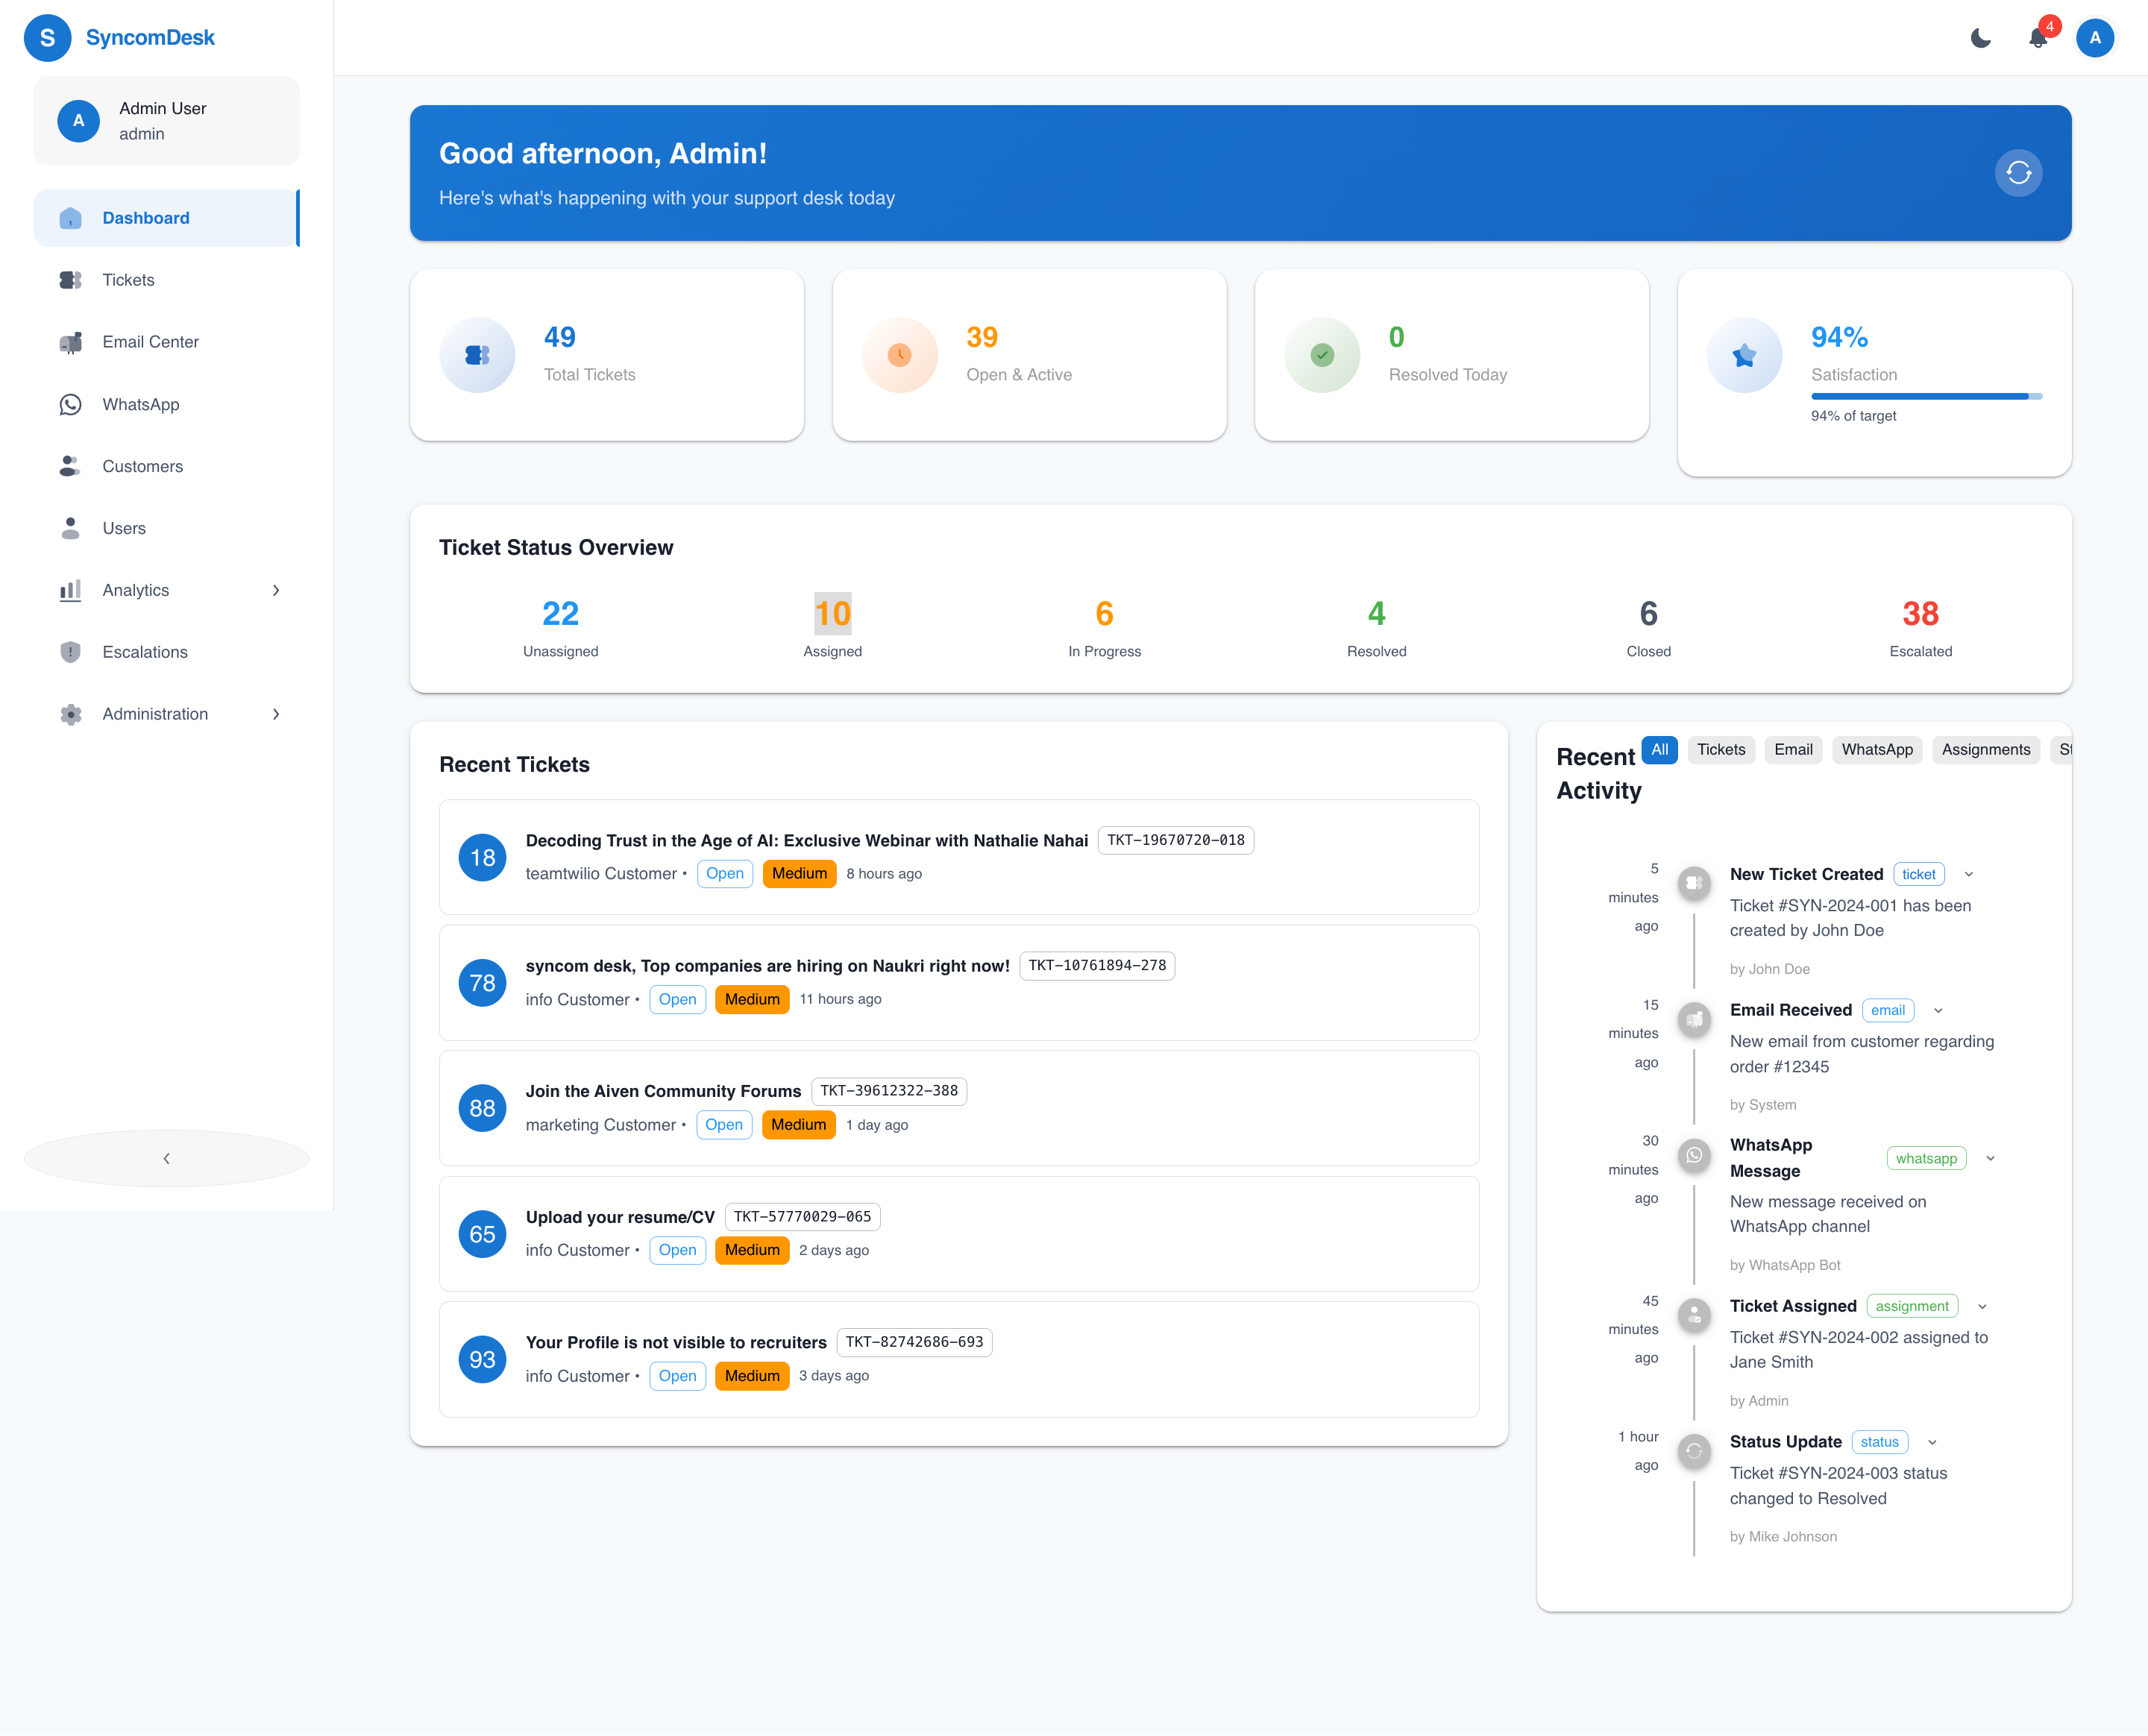 S SyncomDesk
4
A
A
Admin User
admin
Dashboard
Tickets
Email Center
WhatsApp
Customers
Users
Analytics
Escalations
Administration
Good afternoon, Admin!
Here's what's happening with your support desk today
49
Total Tickets
39
Open & Active
0
Resolved Today
94%
Satisfaction
94% of target
Ticket Status Overview
22
Unassigned
10
Assigned
6
In Progress
4
Resolved
6
Closed
38
Escalated
Recent Tickets
18
Decoding Trust in the Age of AI: Exclusive Webinar with Nathalie Nahai TKT-19670720-018
teamtwilio Customer • Open Medium 8 hours ago
78
syncom desk, Top companies are hiring on Naukri right now! TKT-10761894-278
info Customer • Open Medium 11 hours ago
88
Join the Aiven Community Forums TKT-39612322-388
marketing Customer • Open Medium 1 day ago
65
Upload your resume/CV TKT-57770029-065
info Customer • Open Medium 2 days ago
93
Your Profile is not visible to recruiters TKT-82742686-693
info Customer • Open Medium 3 days ago
Recent
Activity
All Tickets Email WhatsApp Assignments
5
minutes
ago
New Ticket Created ticket
Ticket #SYN-2024-001 has been
created by John Doe
by John Doe
15
minutes
ago
Email Received email
New email from customer regarding
order #12345
by System
30
minutes
ago
WhatsApp
Message
whatsapp
New message received on
WhatsApp channel
by WhatsApp Bot
45
minutes
ago
Ticket Assigned assignment
Ticket #SYN-2024-002 assigned to
Jane Smith
by Admin
1 hour
ago
Status Update status
Ticket #SYN-2024-003 status
changed to Resolved
by Mike Johnson